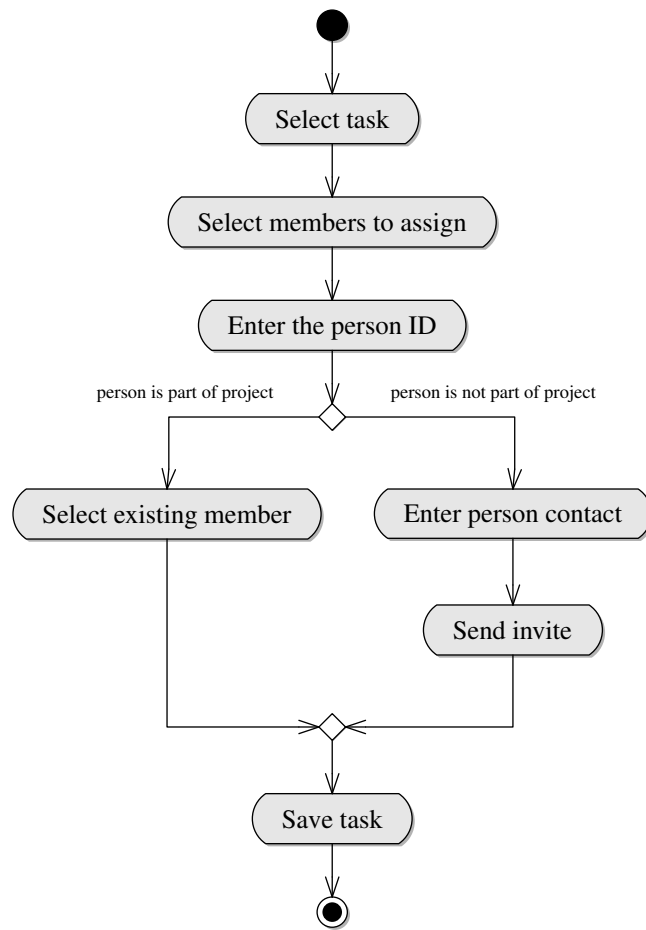 Select task
Select members to assign
Enter the person ID
person is part of project
person is not part of project
Select existing member
Enter person contact
Send invite
Save task